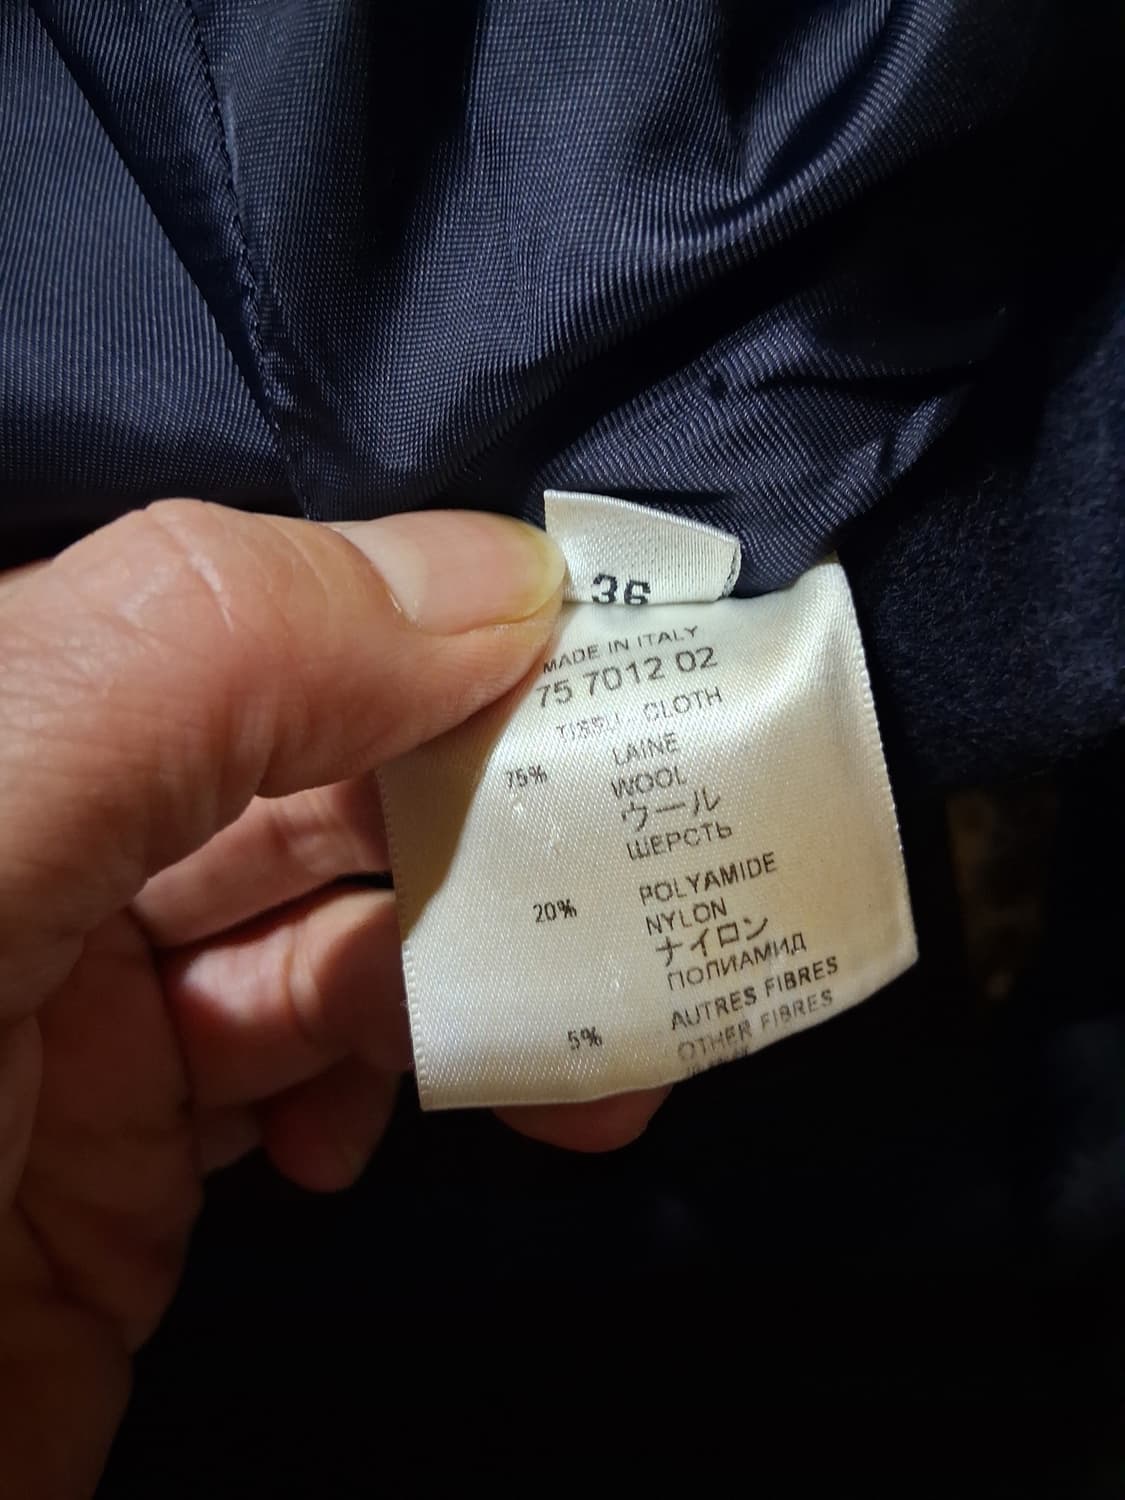 36
MADE IN ITALY
75 7012 02
TISSU - CLOTH
75% LAINE
WOOL
ウール
ШЕРСТЬ
20% POLYAMIDE
NYLON
ナイロン
ПОЛИАМИД
5% AUTRES FIBRES
OTHER FIBRES